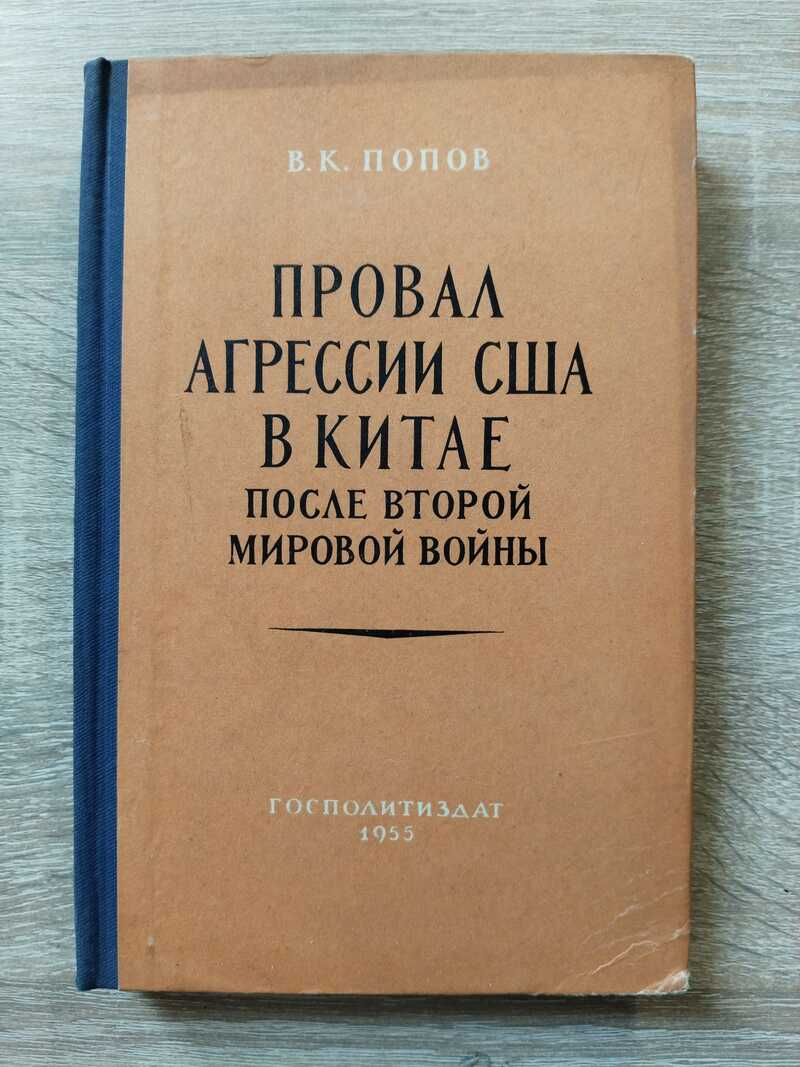 В. К. ПОПОВ
ПРОВАЛ
АГРЕССИИ США
В КИТАЕ
ПОСЛЕ ВТОРОЙ
МИРОВОЙ ВОЙНЫ
ГОСПОЛИТИЗДАТ
1955